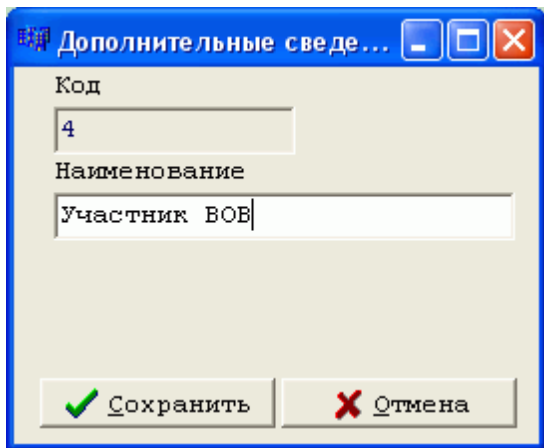 Дополнительные сведе...
Код
4
Наименование
Участник ВОВ
Сохранить
Отмена